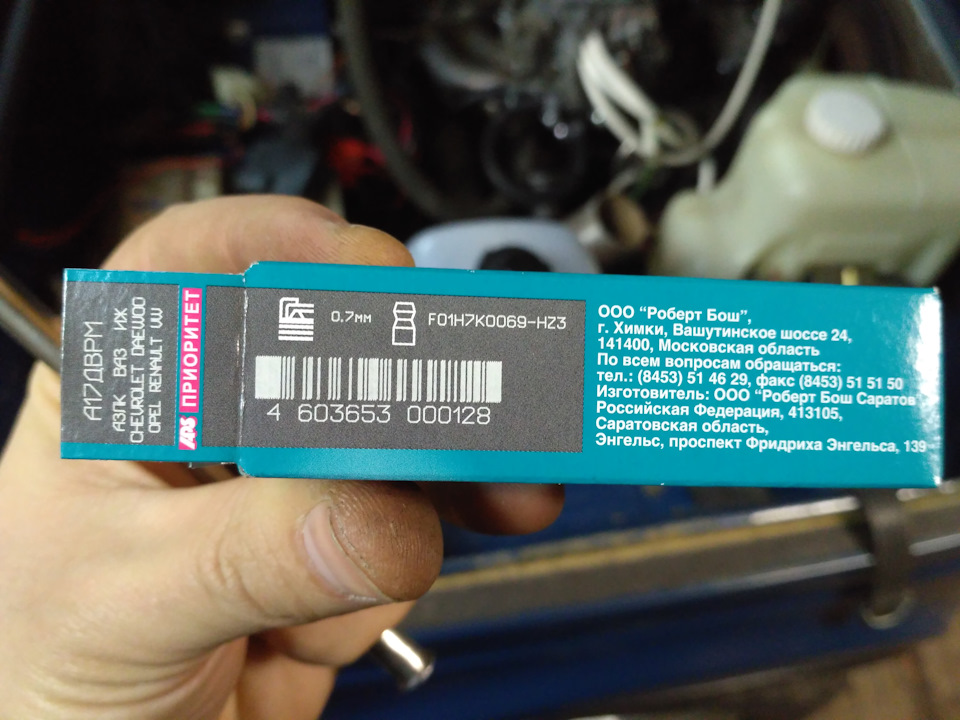 А17ДВРМ
АЗЛК ВАЗ ИЖ
CHEVROLET DAEWOO
OPEL RENAULT VW
APS ПРИОРИТЕТ
0.7мм
F01H7K0069-HZ3
4 603653 000128
ООО "Роберт Бош",
г. Химки, Вашутинское шоссе 24,
141400, Московская область
По всем вопросам обращаться:
тел.: (8453) 51 46 29, факс (8453) 51 51 50
Изготовитель: ООО "Роберт Бош Саратов"
Российская Федерация, 413105,
Саратовская область,
Энгельс, проспект Фридриха Энгельса, 139